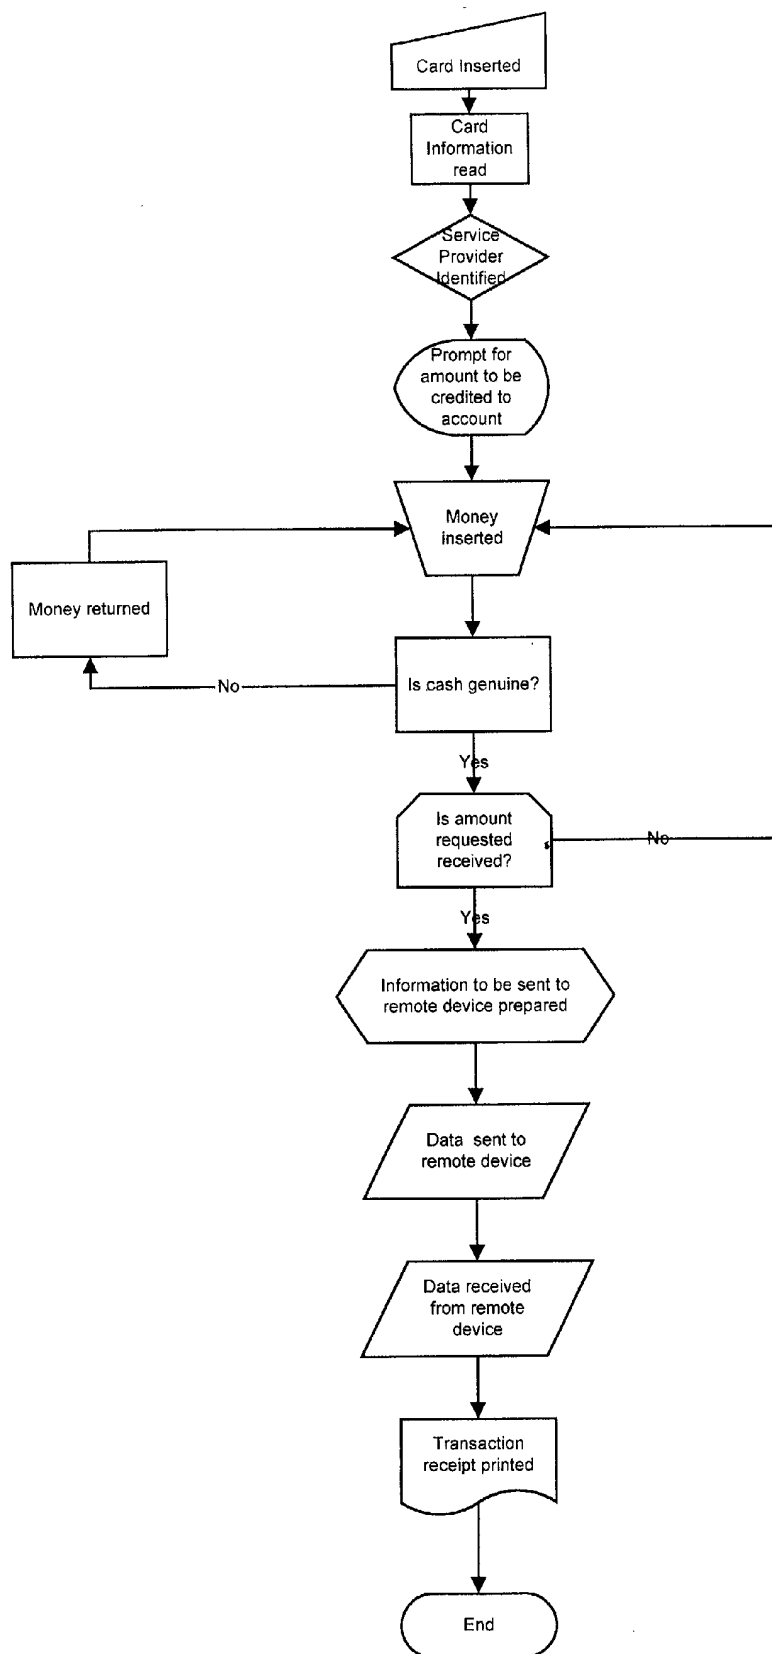 Card Inserted
Card
Information
read
Service
Provider
Identified
Prompt for
amount to be
credited to
account
Money
inserted
Money returned
Is cash genuine?
No
Yes
Is amount
requested
received?
No
Yes
Information to be sent to
remote device prepared
Data sent to
remote device
Data received
from remote
device
Transaction
receipt printed
End